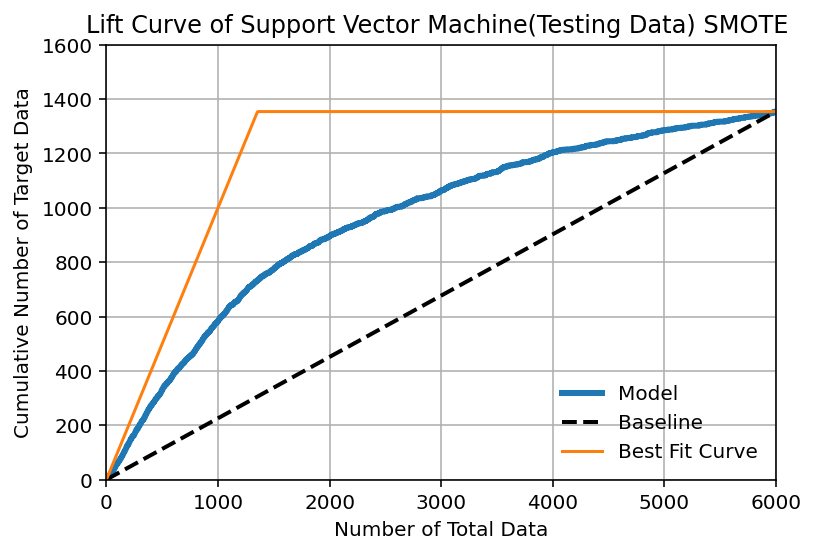 Lift Curve of Support Vector Machine(Testing Data) SMOTE
Cumulative Number of Target Data
1600
1400
1200
1000
800
600
400
200
0
Model
Baseline
Best Fit Curve
0 1000 2000 3000 4000 5000 6000
Number of Total Data